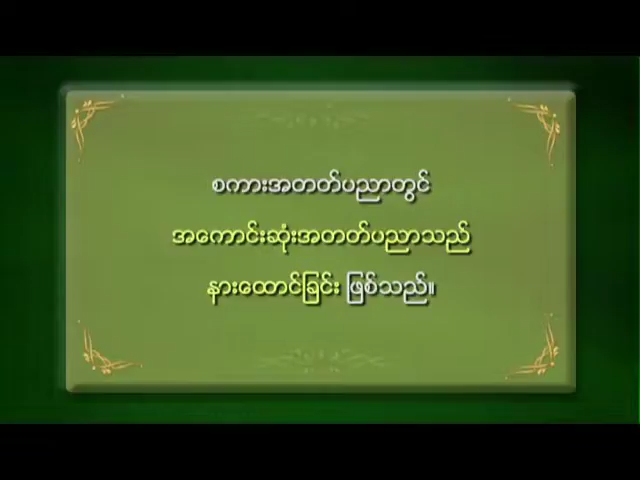 စကားအတတ်ပညာတွင်
အကောင်းဆုံးအတတ်ပညာသည်
နားထောင်ခြင်း ဖြစ်သည်။